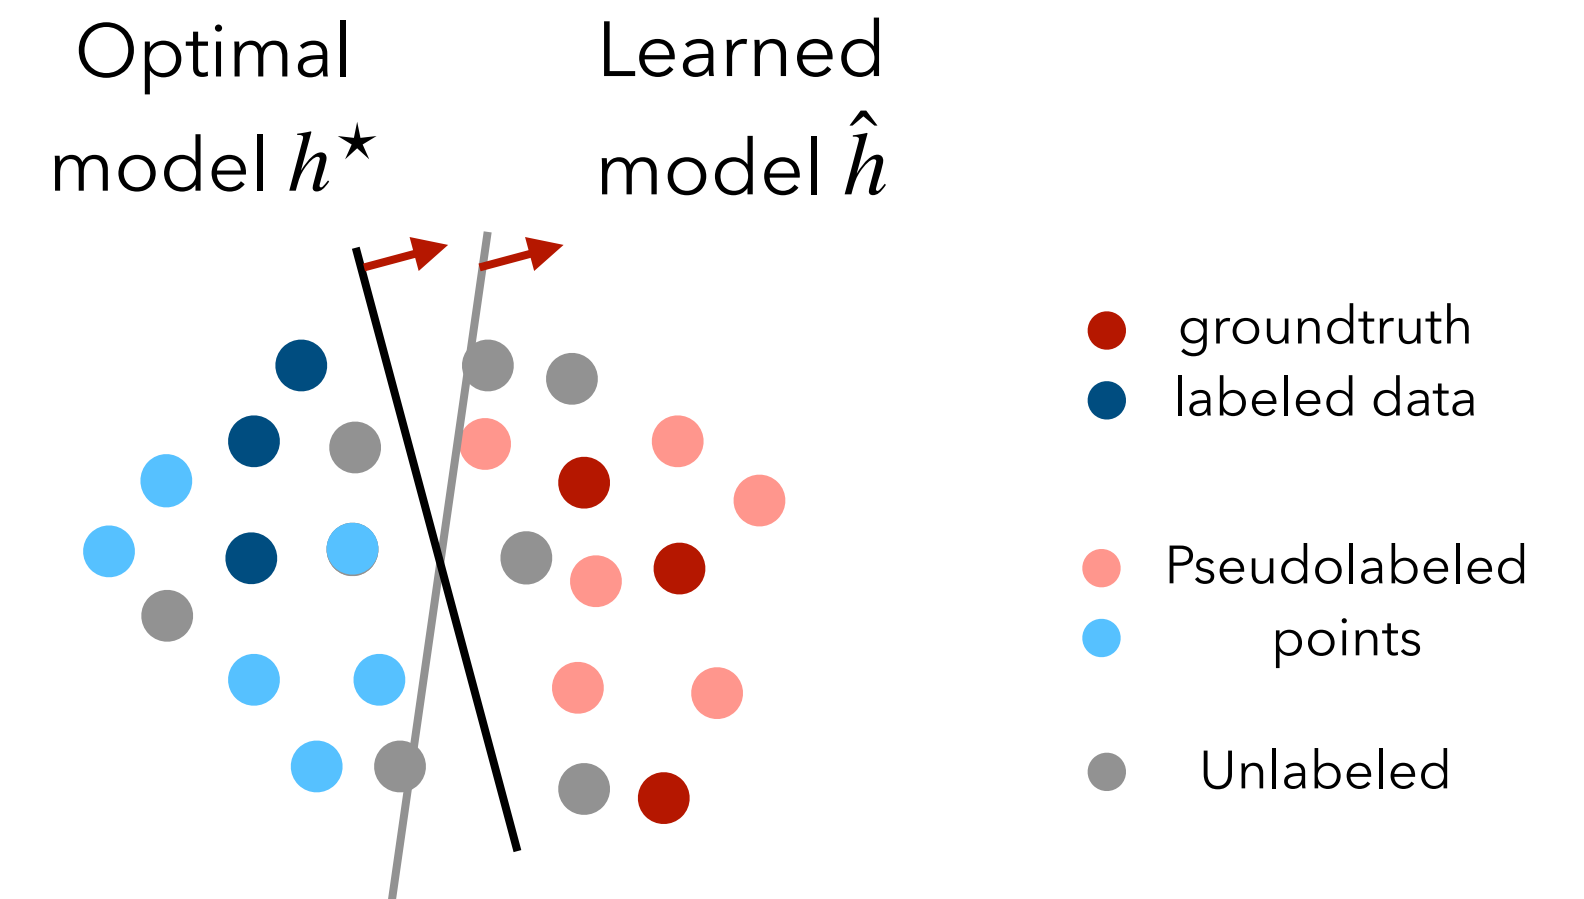 Optimal
model h★
Learned
model ĥ
groundtruth
labeled data
Pseudolabeled
points
Unlabeled